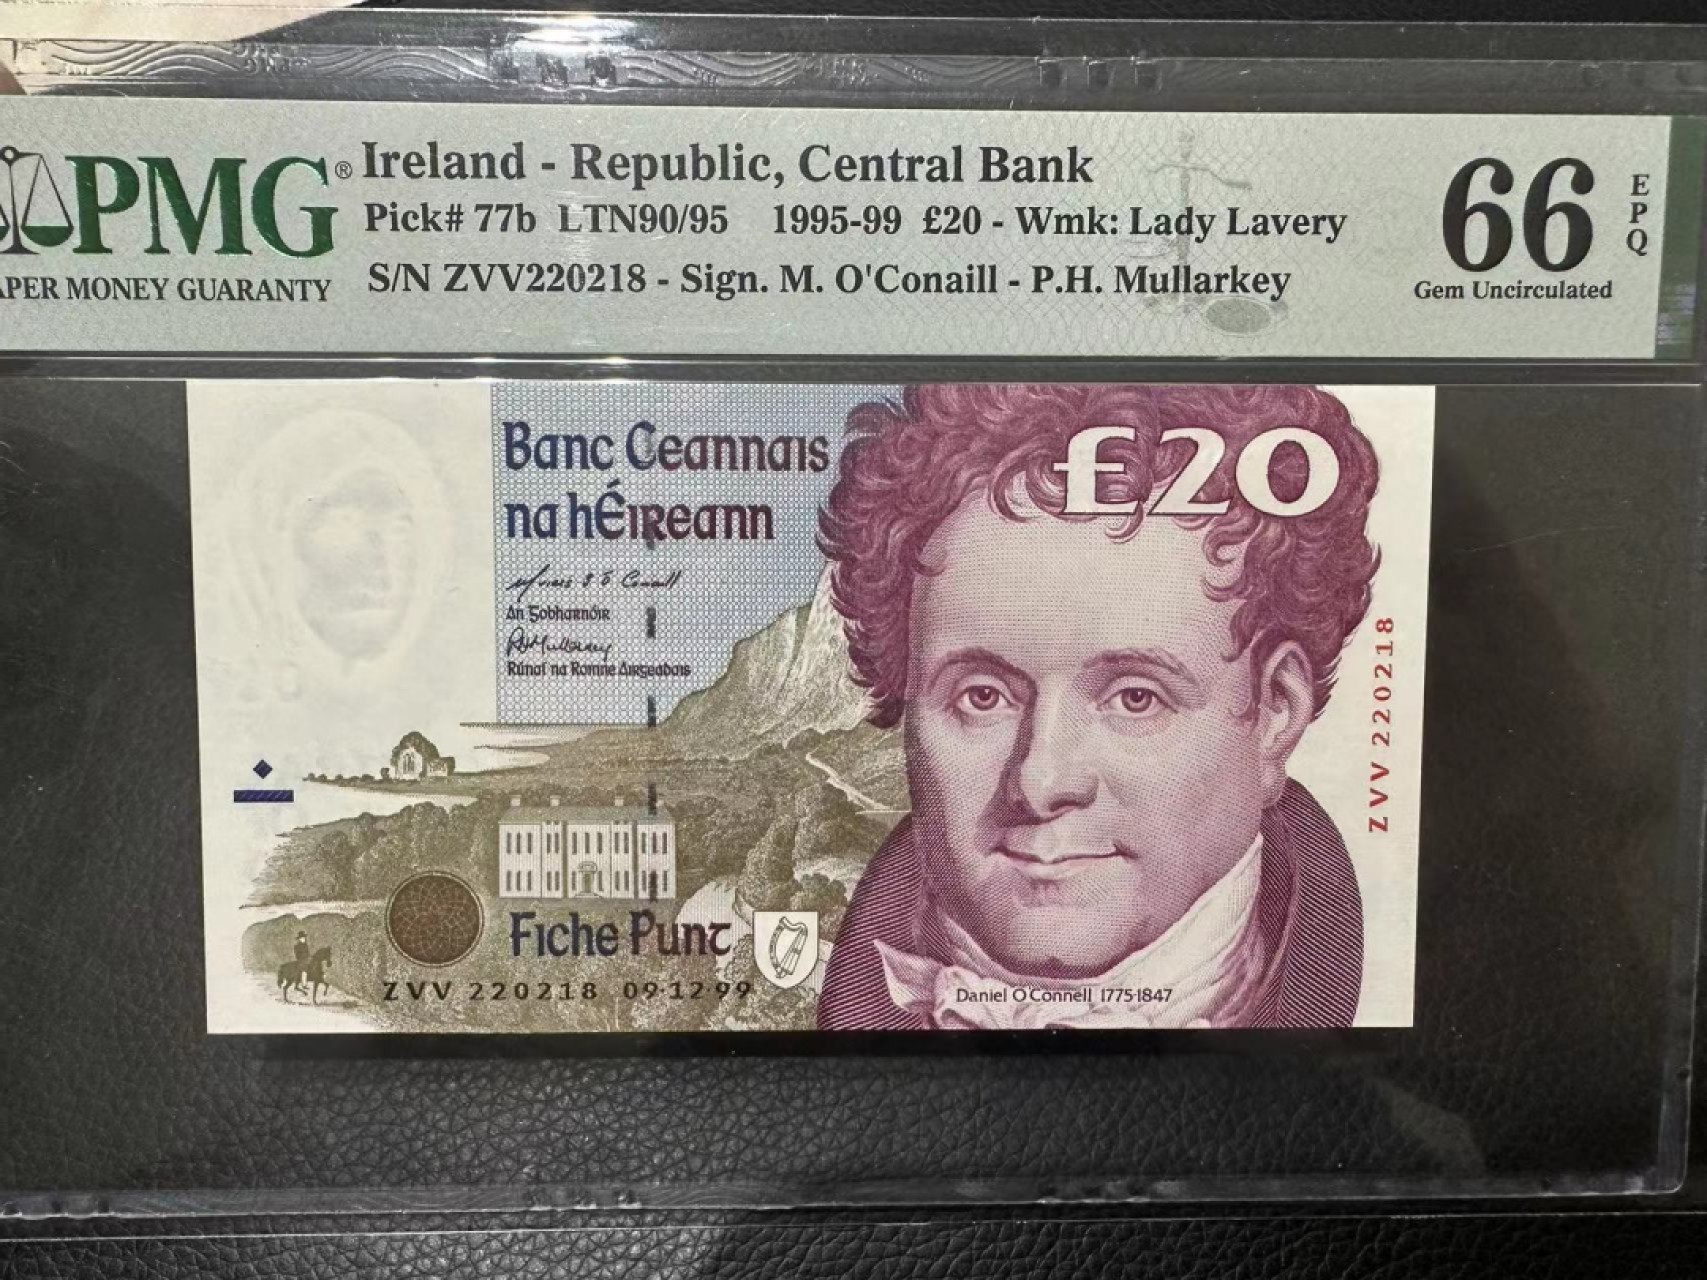 PMG®
PAPER MONEY GUARANTY
Ireland - Republic, Central Bank
Pick# 77b LTN90/95 1995-99 £20 - Wmk: Lady Lavery
S/N ZVV220218 - Sign. M. O'Conaill - P.H. Mullarkey
66 EPQ
Gem Uncirculated
£20
Banc Ceannais
na hÉireann
An Gobharnóir
Rúnaí na Roinne Airgeadais
ZVV 220218
Fiche Punt
ZVV 220218 09·12·99
Daniel O'Connell 1775-1847